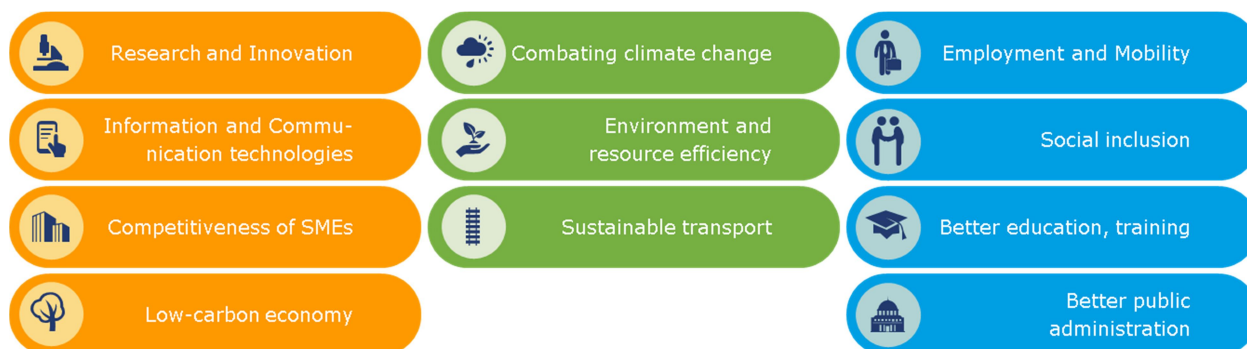 Research and Innovation
Information and Commu-
nication technologies
Competitiveness of SMEs
Low-carbon economy
Combating climate change
Environment and
resource efficiency
Sustainable transport
Employment and Mobility
Social inclusion
Better education, training
Better public
administration